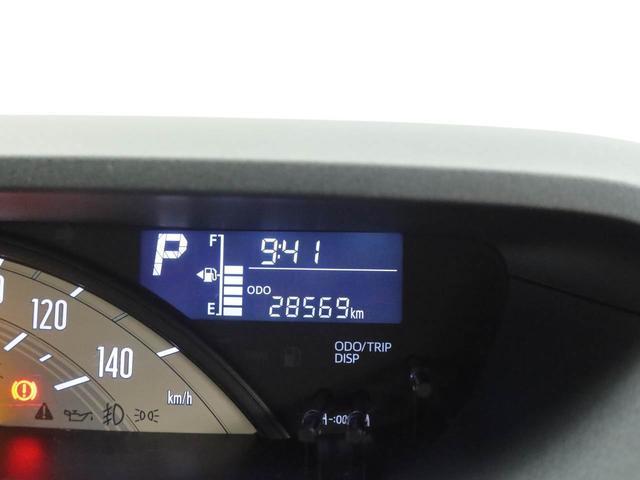 P
F
9:41
E
ODO
28569km
120
140
km/h
ODO/TRIP
DISP